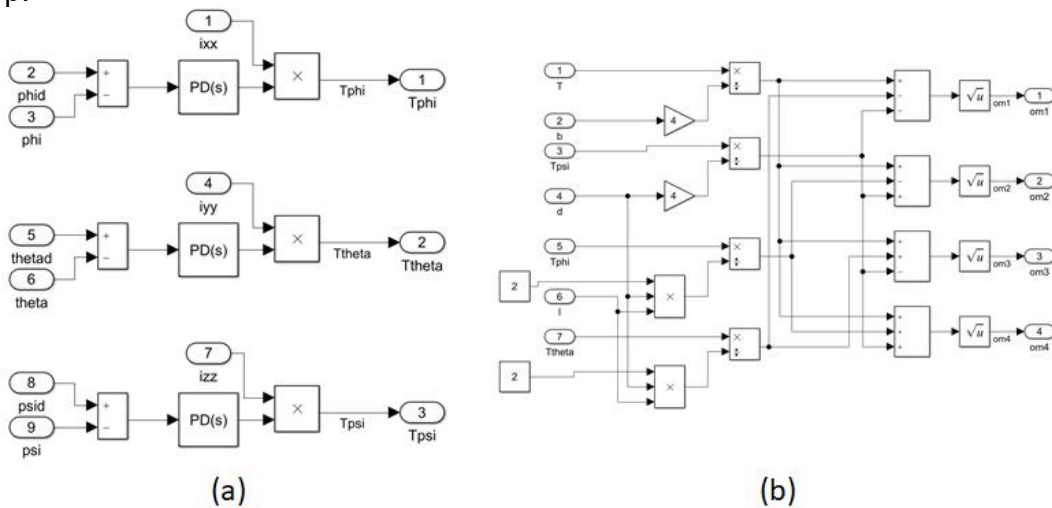 p.
1
ixx
2
phid
3
phi
+
−
PD(s)
×
Tphi
1
Tphi
4
iyy
5
thetad
6
theta
+
−
PD(s)
×
Ttheta
2
Ttheta
7
izz
8
psid
9
psi
+
−
PD(s)
×
Tpsi
3
Tpsi
(a)
1
T
2
b
4
3
Tpsi
4
d
4
5
Tphi
2
6
l
×
7
Ttheta
2
×
×
÷
×
÷
×
÷
×
÷
+
−
−
√u
om1
1
om1
+
−
+
√u
om2
2
om2
+
+
−
√u
om3
3
om3
+
+
+
√u
om4
4
om4
(b)